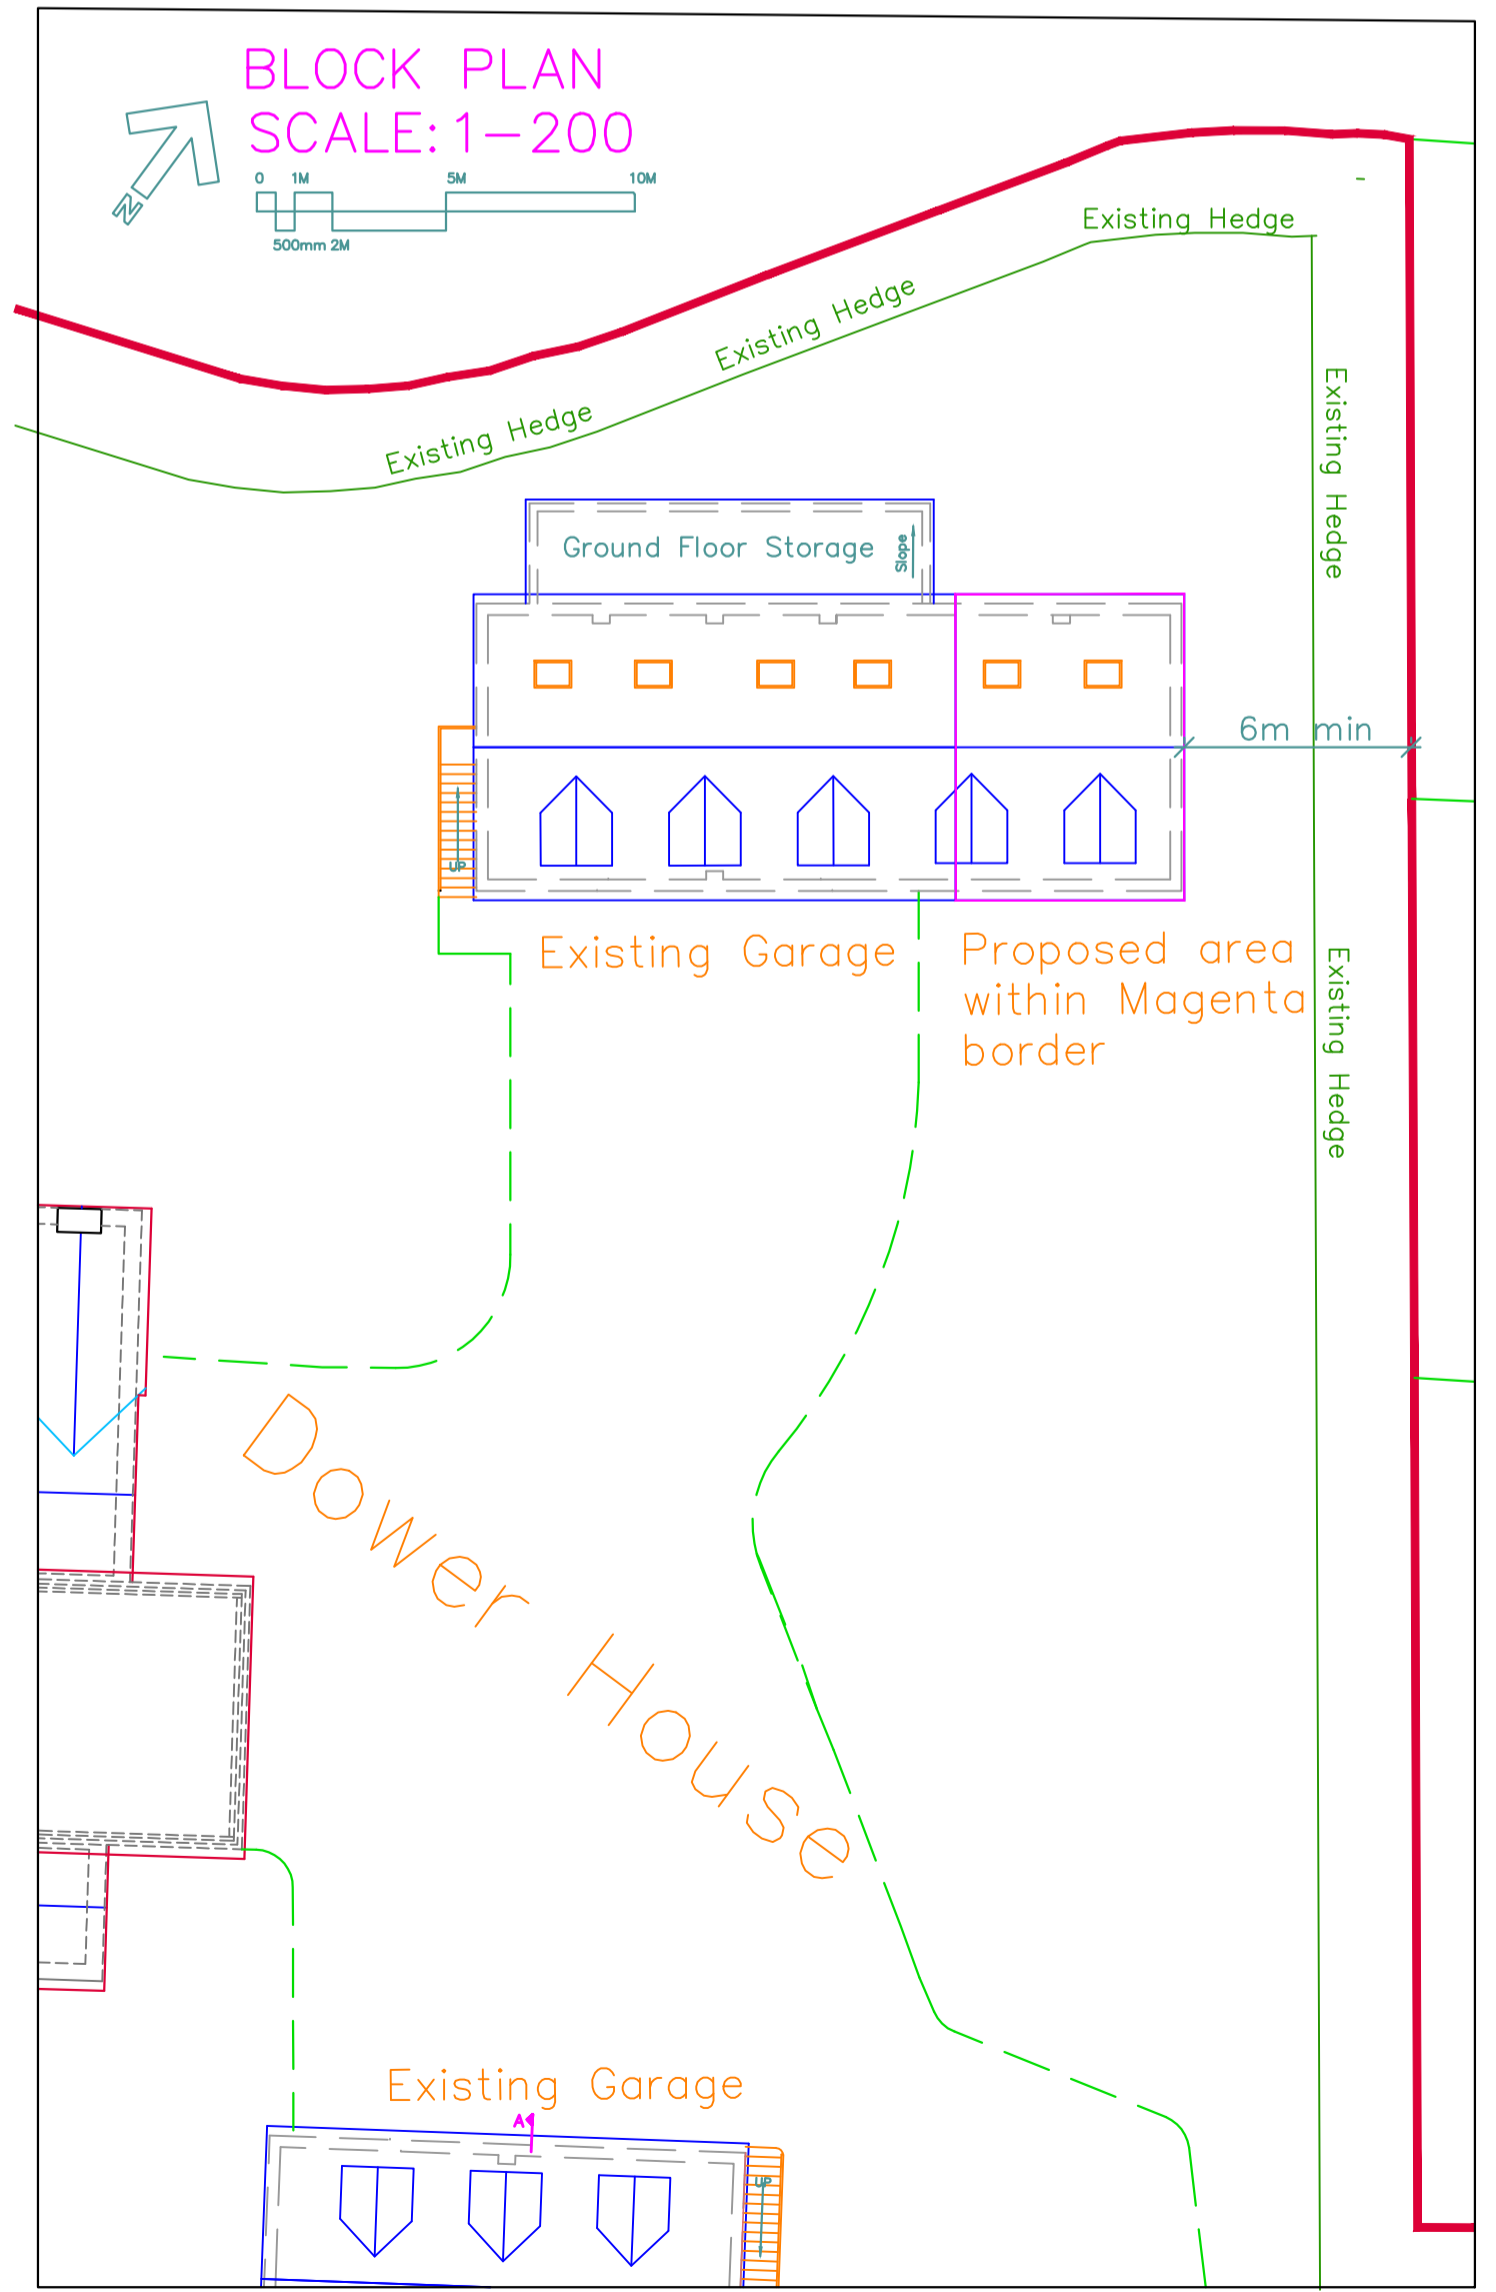 BLOCK PLAN
SCALE: 1-200
N
0 1M 5M 10M
500mm 2M
Existing Hedge
Existing Hedge
Existing Hedge
Existing Hedge
Ground Floor Storage
Slope
6m min
UP
Existing Garage
Proposed area
within Magenta
border
Existing Hedge
Dower House
Existing Garage
A
UP